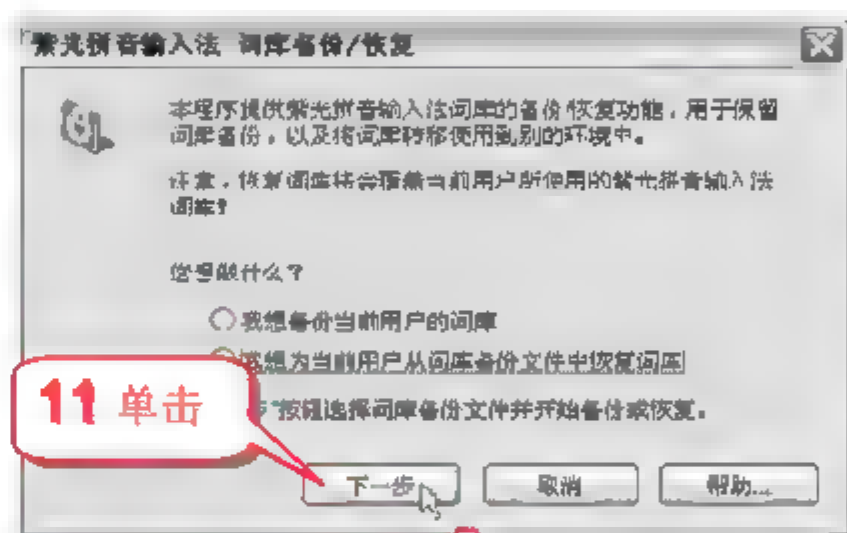 紫光拼音输入法 词库备份/恢复
本程序提供紫光拼音输入法词库的备份恢复功能，用于保留
词库备份，以及将词库转移使用到别的环境中。
注意，恢复词库将会覆盖当前用户所使用的紫光拼音输入法
词库！
您想做什么？
我想备份当前用户的词库
我想为当前用户从词库备份文件中恢复词库
11 单击
步"按钮选择词库备份文件并开始备份或恢复。
下一步
取消
帮助...